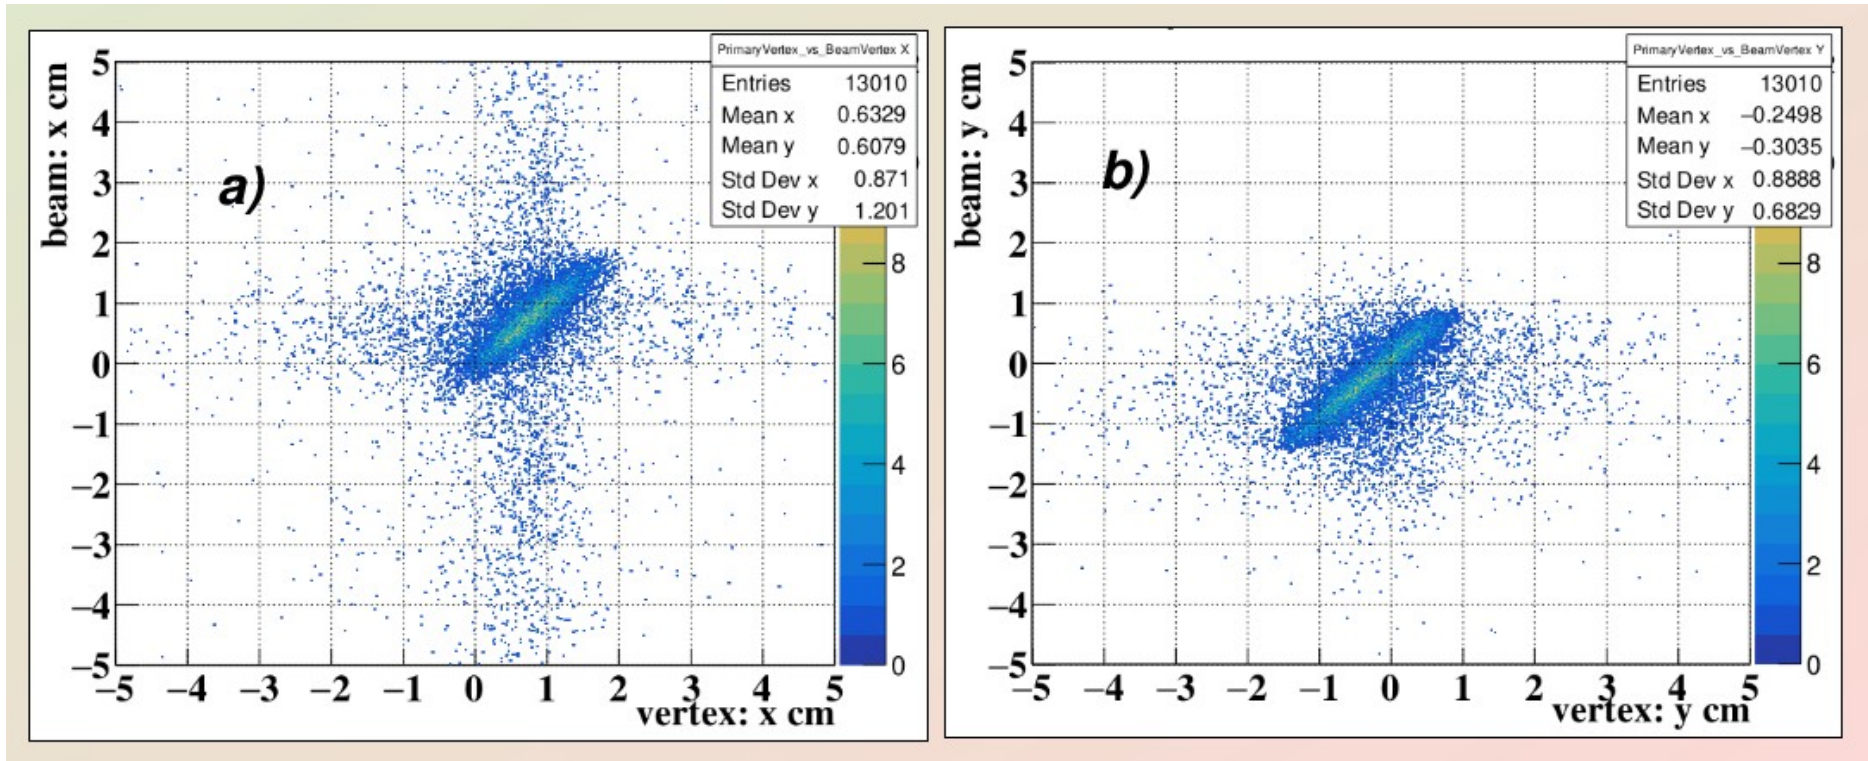 PrimaryVertex_vs_BeamVertex X
Entries 13010
Mean x 0.6329
Mean y 0.6079
Std Dev x 0.871
Std Dev y 1.201
a)
beam: x cm
5
4
3
2
1
0
−1
−2
−3
−4
−5
−5 −4 −3 −2 −1 0 1 2 3 4 5
vertex: x cm
8
6
4
2
0
PrimaryVertex_vs_BeamVertex Y
Entries 13010
Mean x −0.2498
Mean y −0.3035
Std Dev x 0.8888
Std Dev y 0.6829
b)
beam: y cm
5
4
3
2
1
0
−1
−2
−3
−4
−5
−5 −4 −3 −2 −1 0 1 2 3 4 5
vertex: y cm
8
6
4
2
0